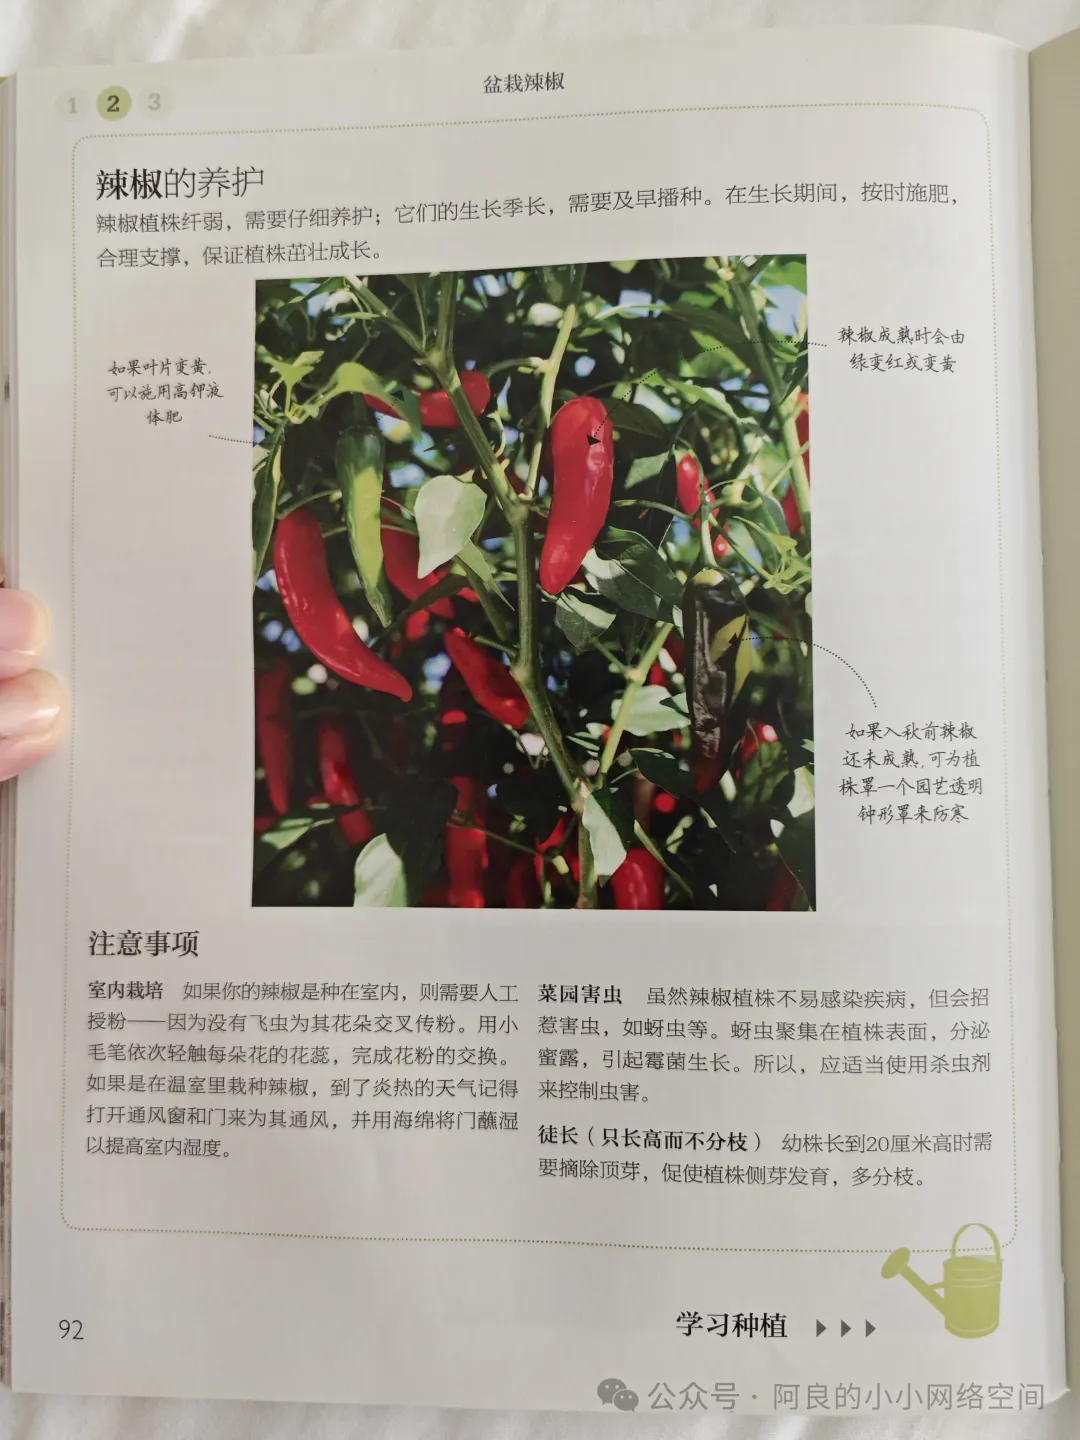 1 2 3
盆栽辣椒
辣椒的养护
辣椒植株纤弱，需要仔细养护；它们的生长季长，需要及早播种。在生长期间，按时施肥，
合理支撑，保证植株茁壮成长。
如果叶片变黄，
可以施用高钾液
体肥
辣椒成熟时会由
绿变红或变黄
如果入秋前辣椒
还未成熟，可为植
株罩一个园艺透明
钟形罩来防寒
注意事项
室内栽培 如果你的辣椒是种在室内，则需要人工
授粉——因为没有飞虫为其花朵交叉传粉。用小
毛笔依次轻触每朵花的花蕊，完成花粉的交换。
如果是在温室里栽种辣椒，到了炎热的天气记得
打开通风窗和门来为其通风，并用海绵将门蘸湿
以提高室内湿度。
菜园害虫 虽然辣椒植株不易感染疾病，但会招
惹害虫，如蚜虫等。蚜虫聚集在植株表面，分泌
蜜露，引起霉菌生长。所以，应适当使用杀虫剂
来控制虫害。
徒长（只长高而不分枝） 幼株长到20厘米高时需
要摘除顶芽，促使植株侧芽发育，多分枝。
92
学习种植
公众号·阿良的小小网络空间